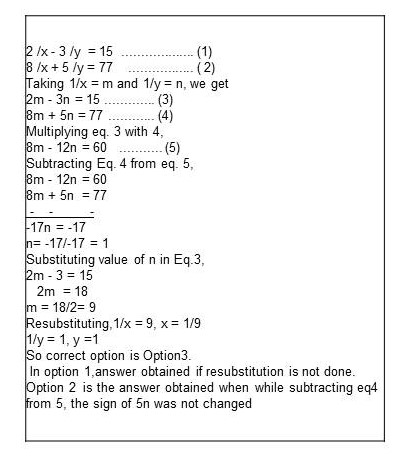 2 /x - 3 /y  = 15  ................... (1)
8 /x + 5 /y = 77  ................. ( 2)
Taking 1/x = m and 1/y = n, we get
2m - 3n = 15 ............. (3)
8m + 5n = 77 ............ (4)
Multiplying eq. 3 with 4,
8m - 12n = 60  ........... (5)
Subtracting Eq. 4 from eq. 5,
8m - 12n  = 60
8m + 5n  = 77
-  -  -
-17n = -17
n= -17/-17 = 1
Substituting value of n in Eq.3,
2m - 3 = 15
2m  = 18
m = 18/2= 9
Resubstituting,1/x = 9, x = 1/9
1/y = 1, y =1
So correct option is Option3.
In option 1,answer obtained if resubstitution is not done.
Option 2  is the answer obtained when while subtracting eq4
from 5, the sign of 5n was not changed